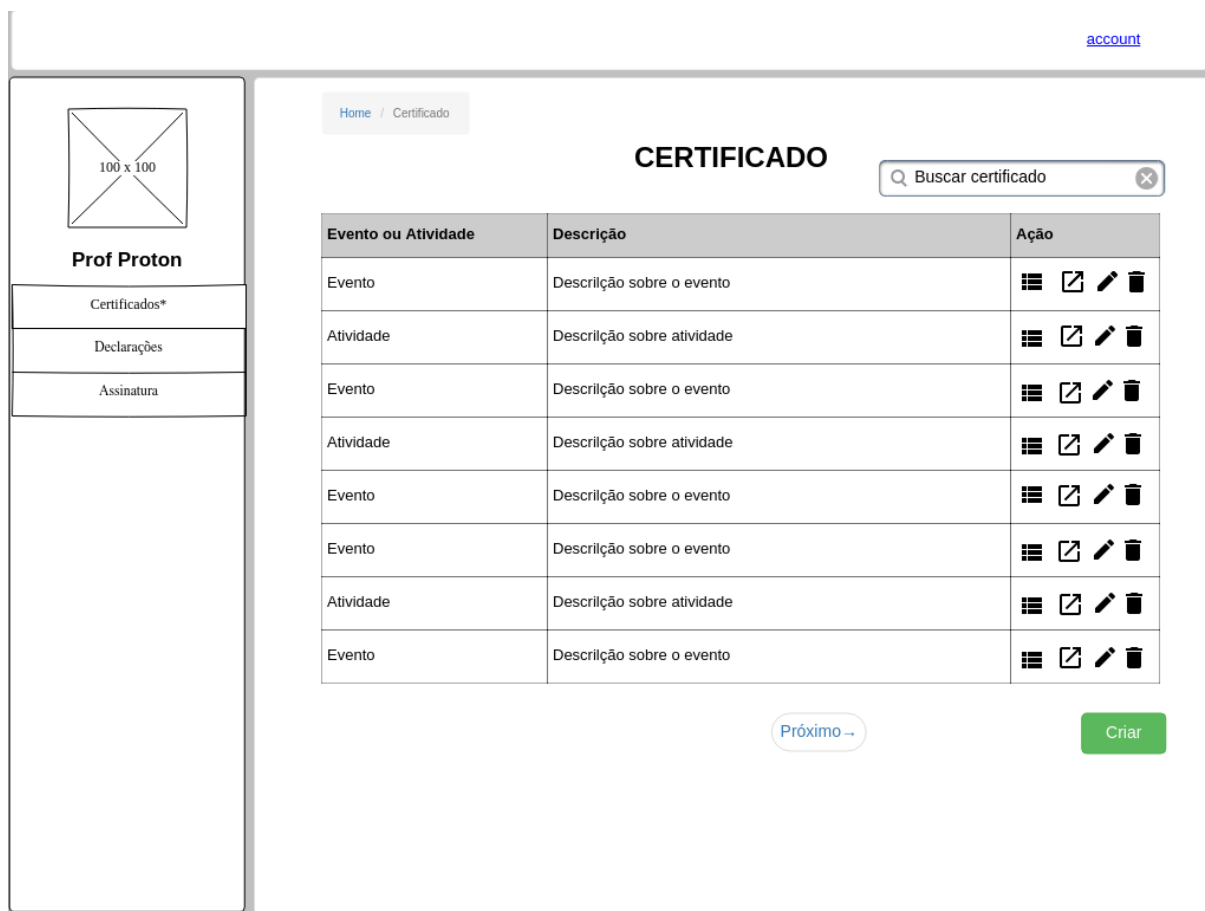 account
100 x 100
Prof Proton
Certificados*
Declarações
Assinatura
Home / Certificado
CERTIFICADO
Buscar certificado
Evento ou Atividade Descrição Ação
Evento Descrilção sobre o evento
Atividade Descrilção sobre atividade
Evento Descrilção sobre o evento
Atividade Descrilção sobre atividade
Evento Descrilção sobre o evento
Evento Descrilção sobre o evento
Atividade Descrilção sobre atividade
Evento Descrilção sobre o evento
Próximo→
Criar